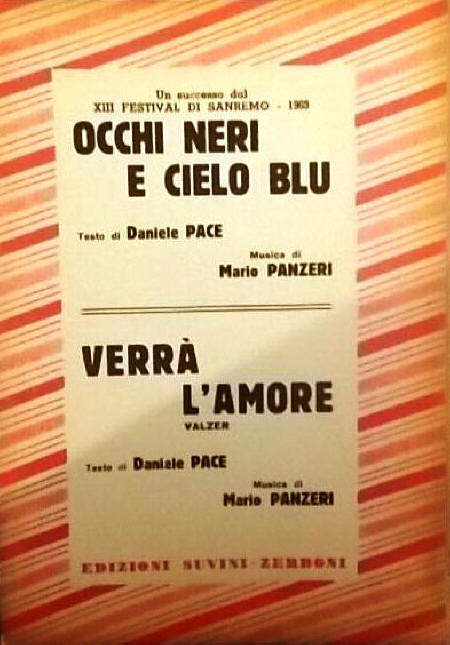 Un successo dal
XIII FESTIVAL DI SANREMO - 1963
OCCHI NERI
E CIELO BLU
Testo di Daniele PACE
Musica di
Mario PANZERI
VERRÀ
L'AMORE
VALZER
Testo di Daniele PACE
Musica di
Mario PANZERI
EDIZIONI SUVINI-ZERBONI